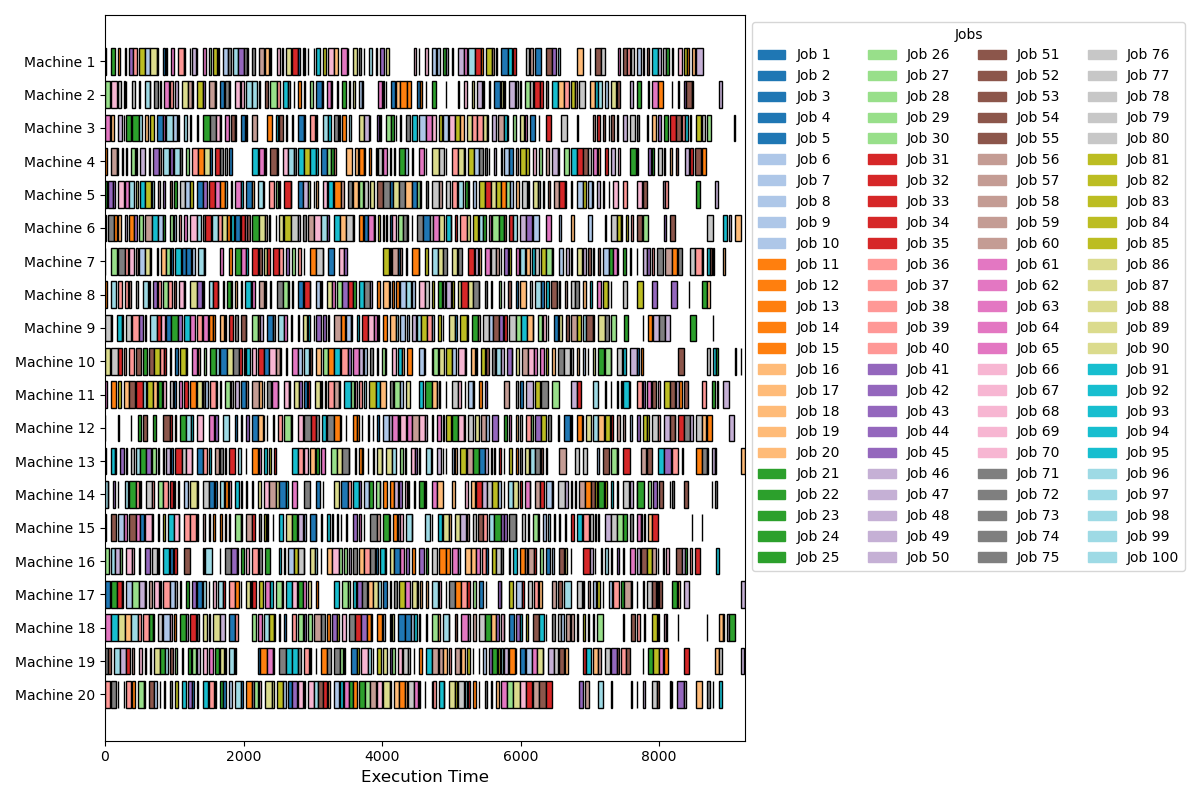 Jobs
Machine 1
Machine 2
Machine 3
Machine 4
Machine 5
Machine 6
Machine 7
Machine 8
Machine 9
Machine 10
Machine 11
Machine 12
Machine 13
Machine 14
Machine 15
Machine 16
Machine 17
Machine 18
Machine 19
Machine 20
0 2000 4000 6000 8000
Execution Time
Job 1 Job 26 Job 51 Job 76
Job 2 Job 27 Job 52 Job 77
Job 3 Job 28 Job 53 Job 78
Job 4 Job 29 Job 54 Job 79
Job 5 Job 30 Job 55 Job 80
Job 6 Job 31 Job 56 Job 81
Job 7 Job 32 Job 57 Job 82
Job 8 Job 33 Job 58 Job 83
Job 9 Job 34 Job 59 Job 84
Job 10 Job 35 Job 60 Job 85
Job 11 Job 36 Job 61 Job 86
Job 12 Job 37 Job 62 Job 87
Job 13 Job 38 Job 63 Job 88
Job 14 Job 39 Job 64 Job 89
Job 15 Job 40 Job 65 Job 90
Job 16 Job 41 Job 66 Job 91
Job 17 Job 42 Job 67 Job 92
Job 18 Job 43 Job 68 Job 93
Job 19 Job 44 Job 69 Job 94
Job 20 Job 45 Job 70 Job 95
Job 21 Job 46 Job 71 Job 96
Job 22 Job 47 Job 72 Job 97
Job 23 Job 48 Job 73 Job 98
Job 24 Job 49 Job 74 Job 99
Job 25 Job 50 Job 75 Job 100